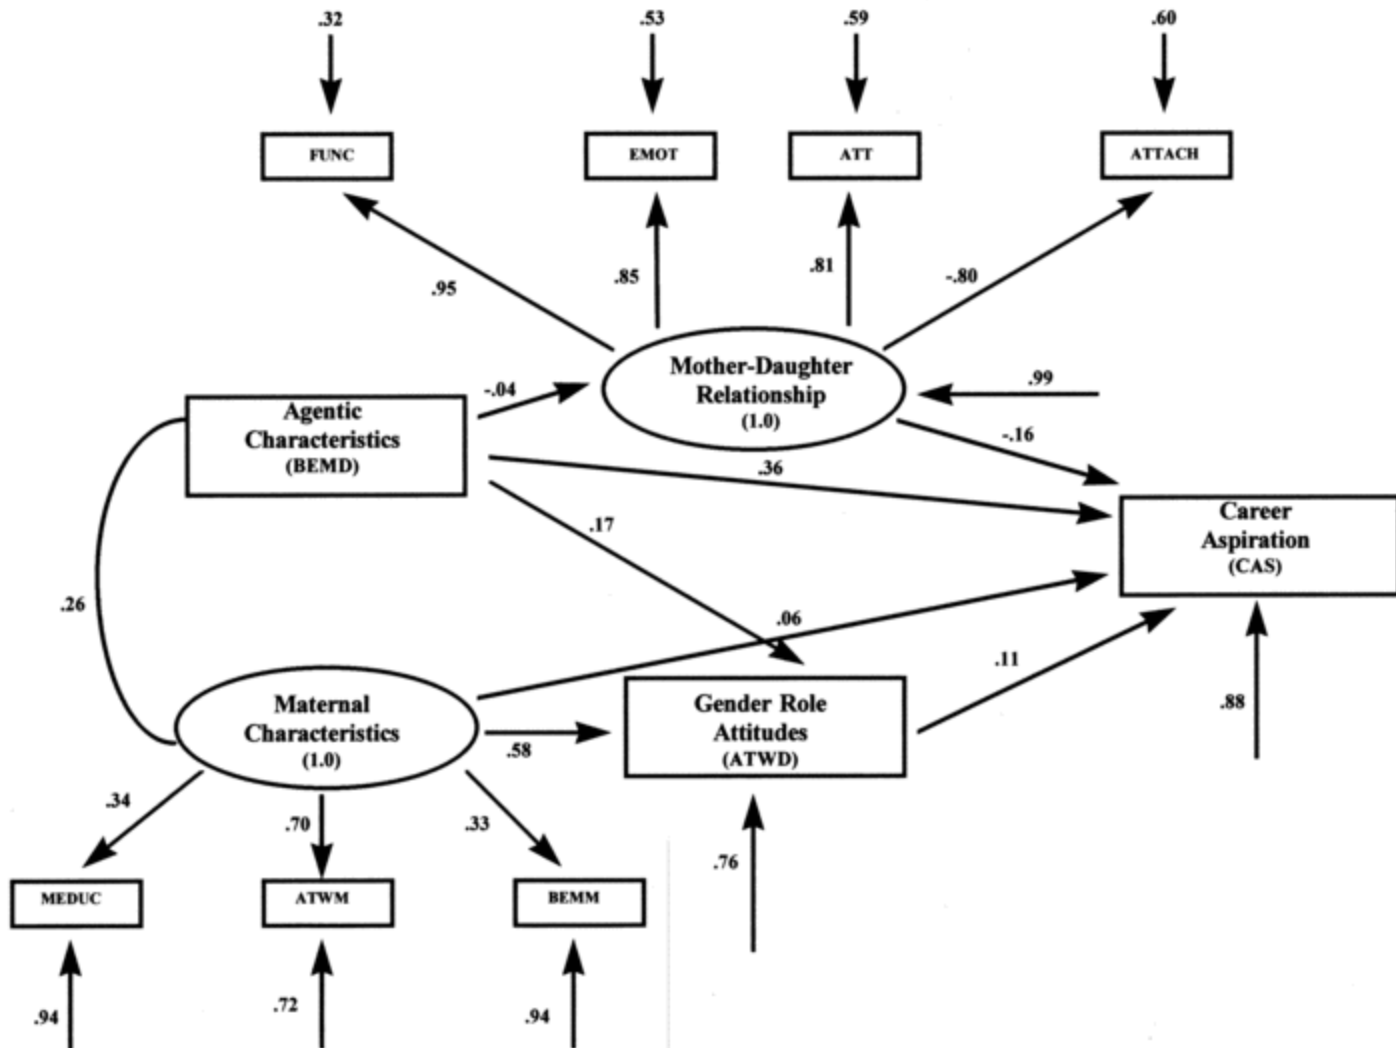 .32
.53
.59
.60
FUNC
EMOT
ATT
ATTACH
.95
.85
.81
-.80
Mother-Daughter
Relationship
(1.0)
.99
-.04
Agentic
Characteristics
(BEMD)
-.16
.36
.17
Career
Aspiration
(CAS)
.26
.06
.11
.88
Maternal
Characteristics
(1.0)
.58
Gender Role
Attitudes
(ATWD)
.34
.70
.33
.76
MEDUC
ATWM
BEMM
.94
.72
.94